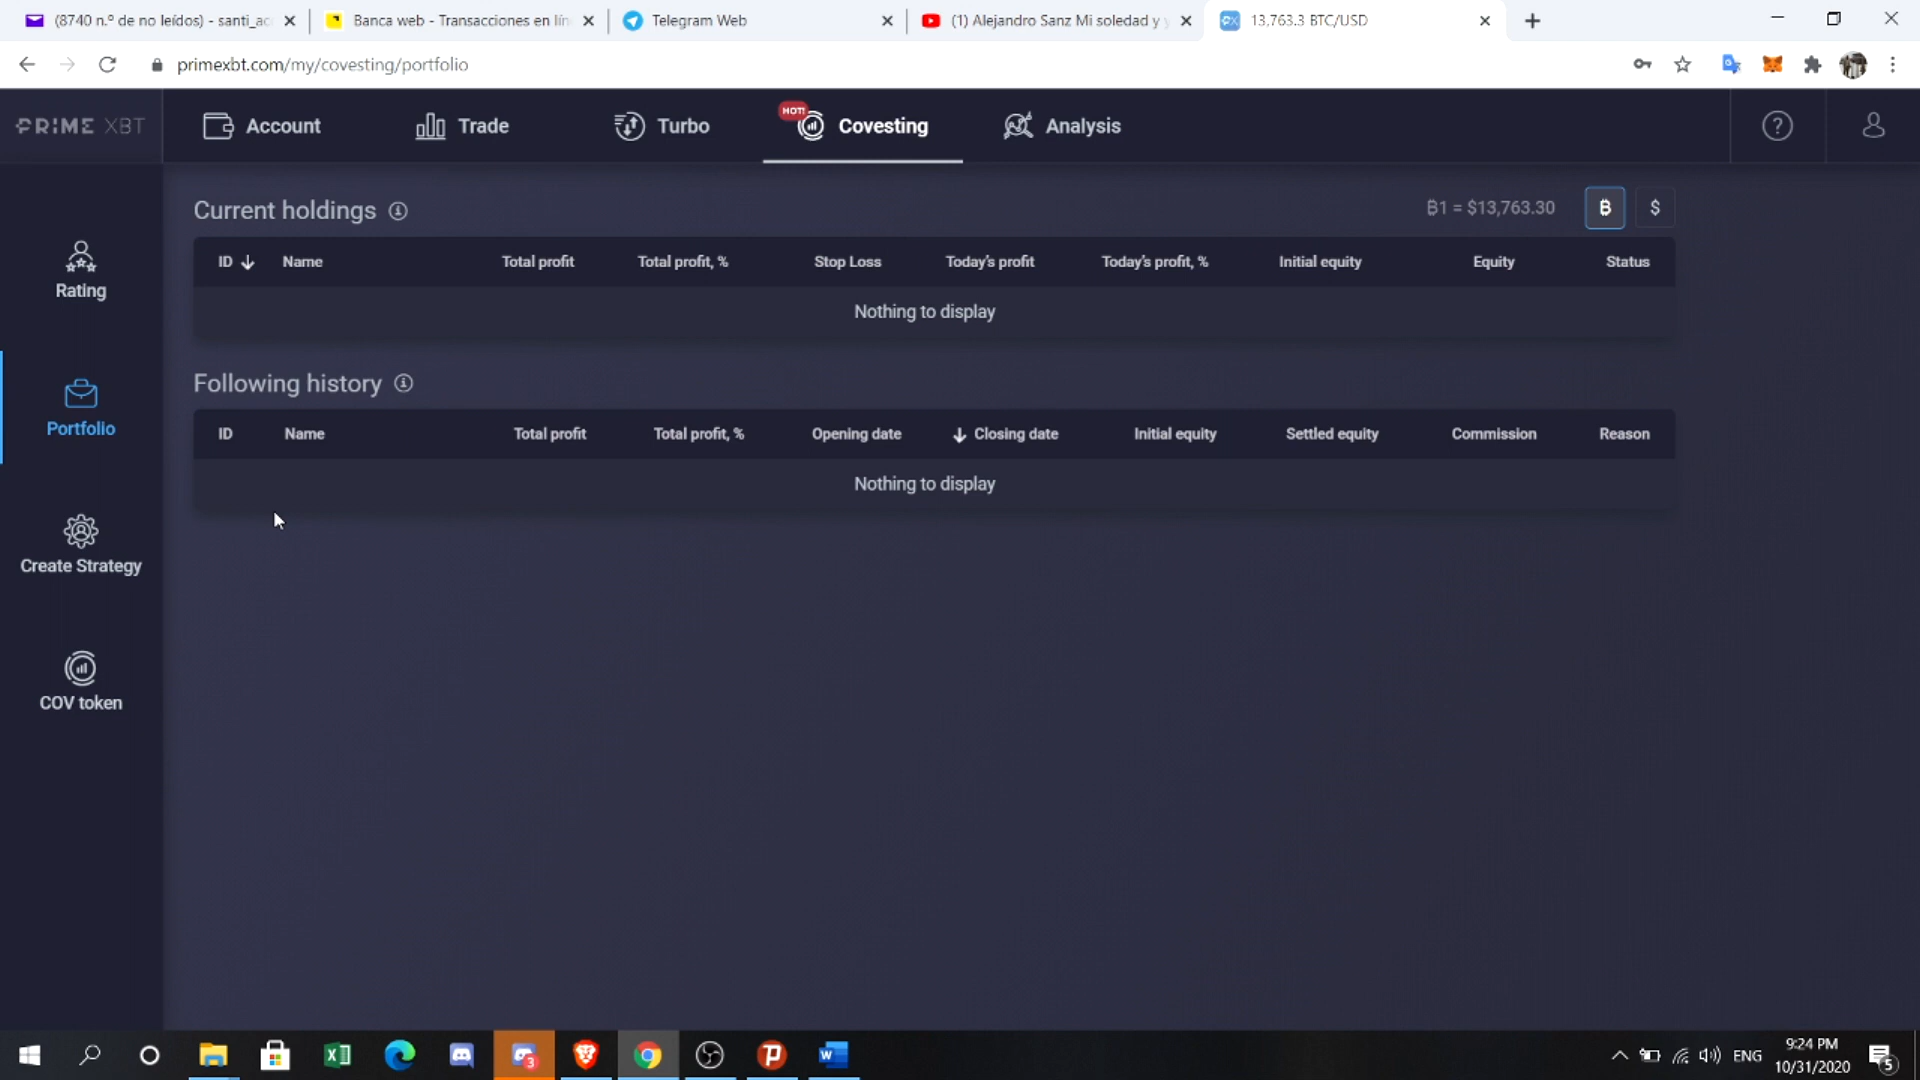 (8740 n.º de no leídos) - santi_ac
Banca web - Transacciones en lín
Telegram Web
(1) Alejandro Sanz Mi soledad y y
13,763.3 BTC/USD
primexbt.com/my/covesting/portfolio
PRIME XBT
Account
Trade
Turbo
HOT!
Covesting
Analysis
Current holdings
₿1 = $13,763.30
₿
$
ID Name Total profit Total profit, % Stop Loss Today's profit Today's profit, % Initial equity Equity Status
Nothing to display
Following history
ID Name Total profit Total profit, % Opening date Closing date Initial equity Settled equity Commission Reason
Nothing to display
Rating
Portfolio
Create Strategy
COV token
3
ENG
9:24 PM
10/31/2020
5